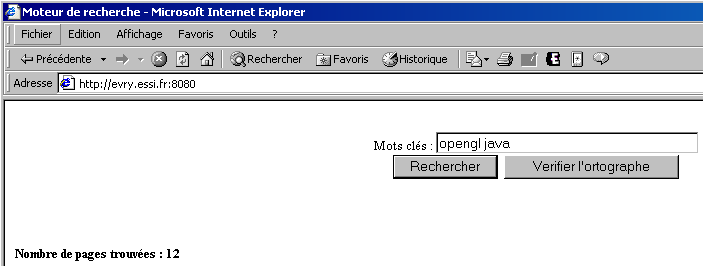 Moteur de recherche - Microsoft Internet Explorer
Fichier Edition Affichage Favoris Outils ?
Précédente Rechercher Favoris Historique
Adresse http://evry.essi.fr:8080
Mots clés : opengl java
Rechercher Verifier l'ortographe
Nombre de pages trouvées : 12